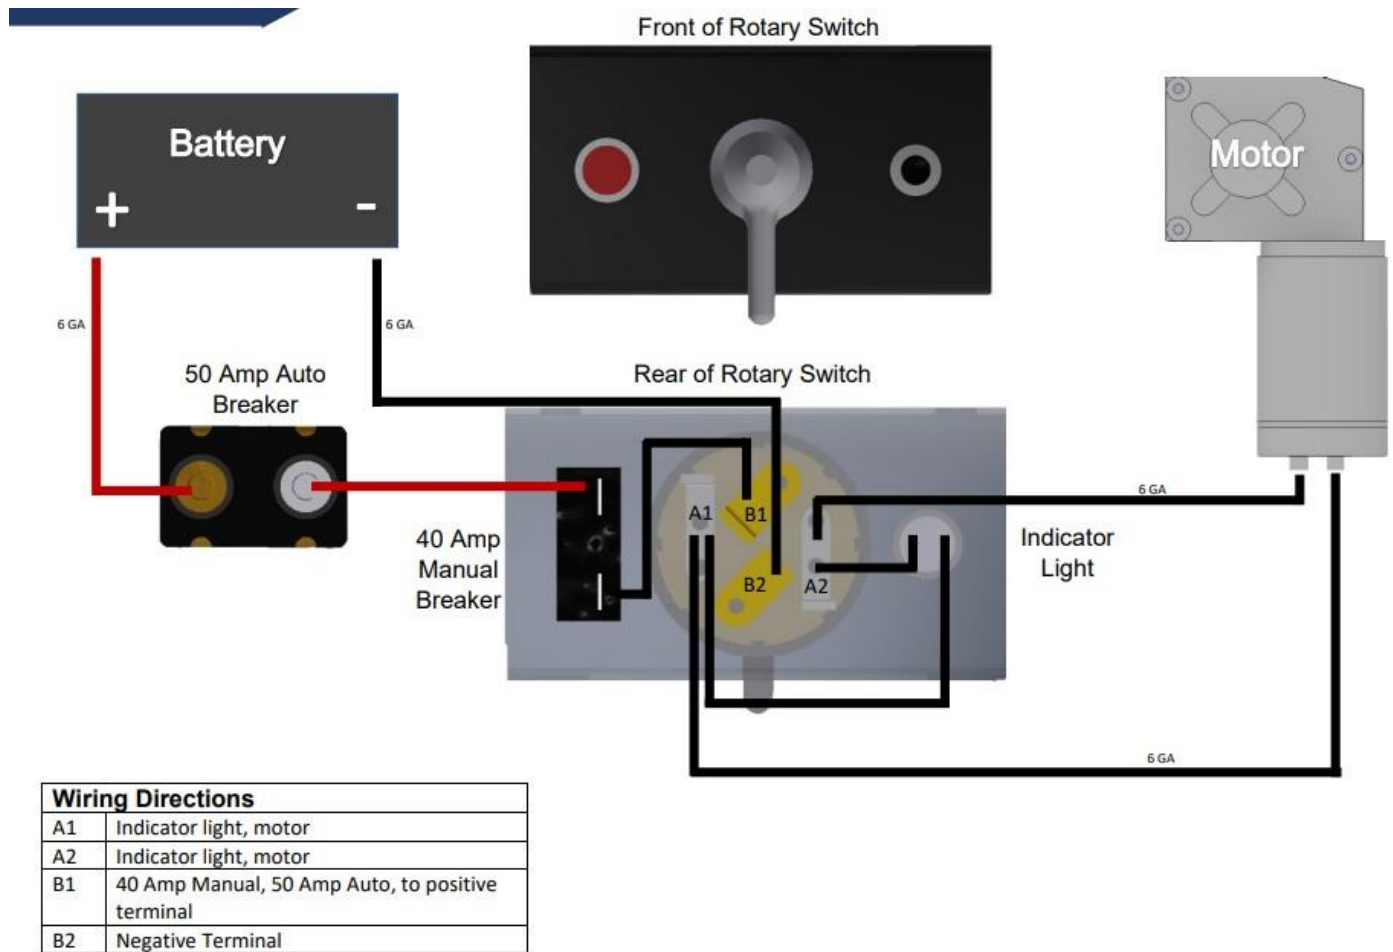 Front of Rotary Switch
Battery
+ -
Motor
6 GA
6 GA
50 Amp Auto
Breaker
Rear of Rotary Switch
6 GA
A1
B1
40 Amp
Manual
Breaker
B2
A2
Indicator
Light
6 GA
Wiring Directions
A1 Indicator light, motor
A2 Indicator light, motor
B1 40 Amp Manual, 50 Amp Auto, to positive
terminal
B2 Negative Terminal